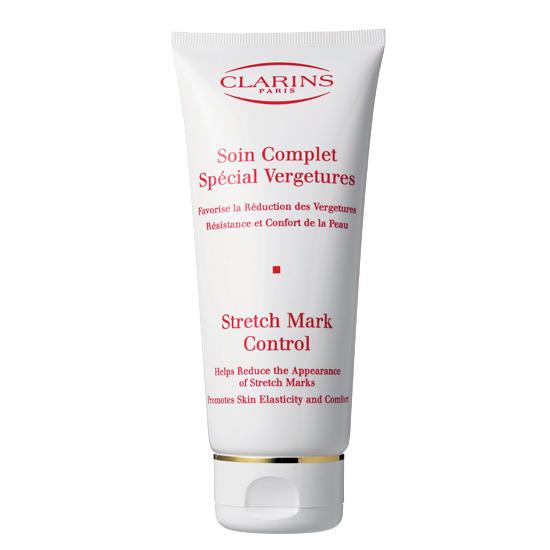 CLARINS
PARIS
Soin Complet
Spécial Vergetures
Favorise la Réduction des Vergetures
Résistance et Confort de la Peau
Stretch Mark
Control
Helps Reduce the Appearance
of Stretch Marks
Promotes Skin Elasticity and Comfort